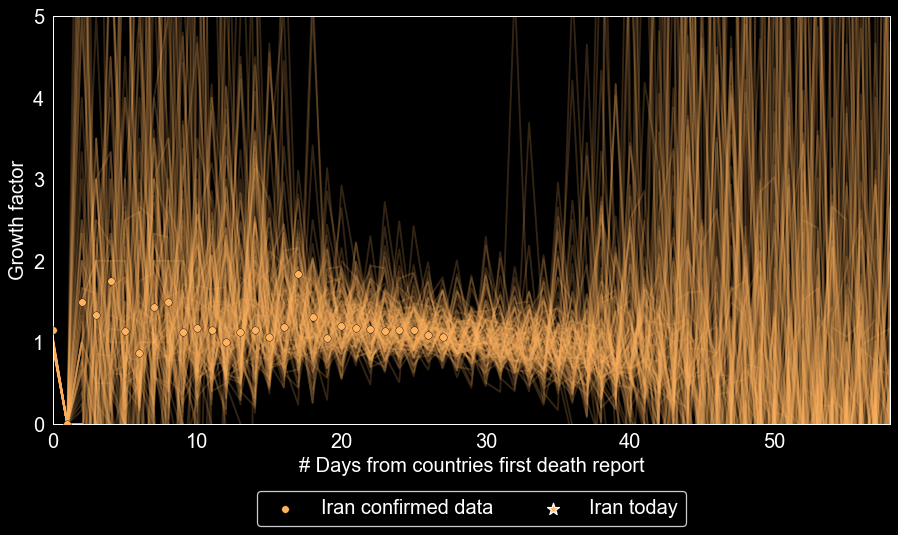 Growth factor
5
4
3
2
1
0
0 10 20 30 40 50
# Days from countries first death report
Iran confirmed data Iran today